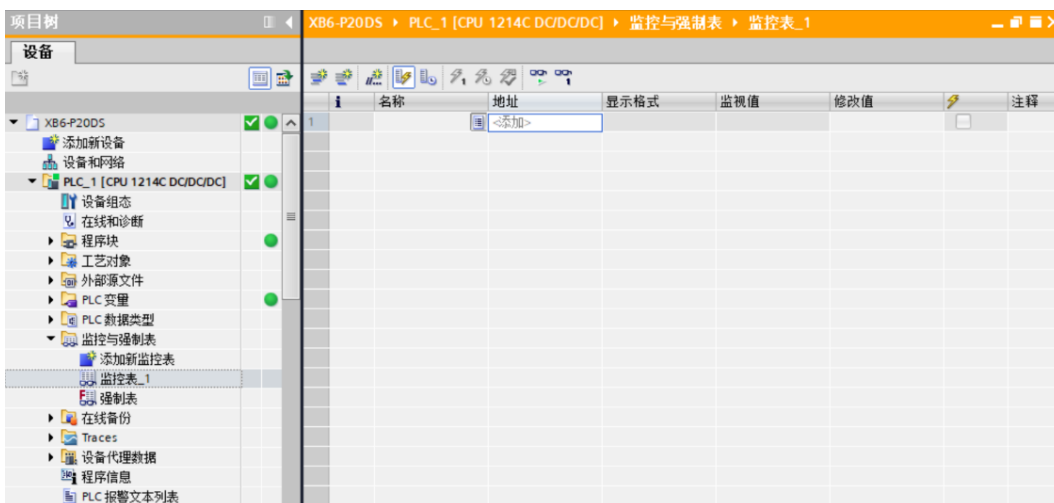 项目树
XB6-P20DS ▸ PLC_1 [CPU 1214C DC/DC/DC] ▸ 监控与强制表 ▸ 监控表_1
设备
i 名称 地址 显示格式 监视值 修改值 注释
1 <添加>
XB6-P20DS
添加新设备
设备和网络
PLC_1 [CPU 1214C DC/DC/DC]
设备组态
在线和诊断
程序块
工艺对象
外部源文件
PLC 变量
PLC 数据类型
监控与强制表
添加新监控表
监控表_1
强制表
在线备份
Traces
设备代理数据
程序信息
PLC 报警文本列表